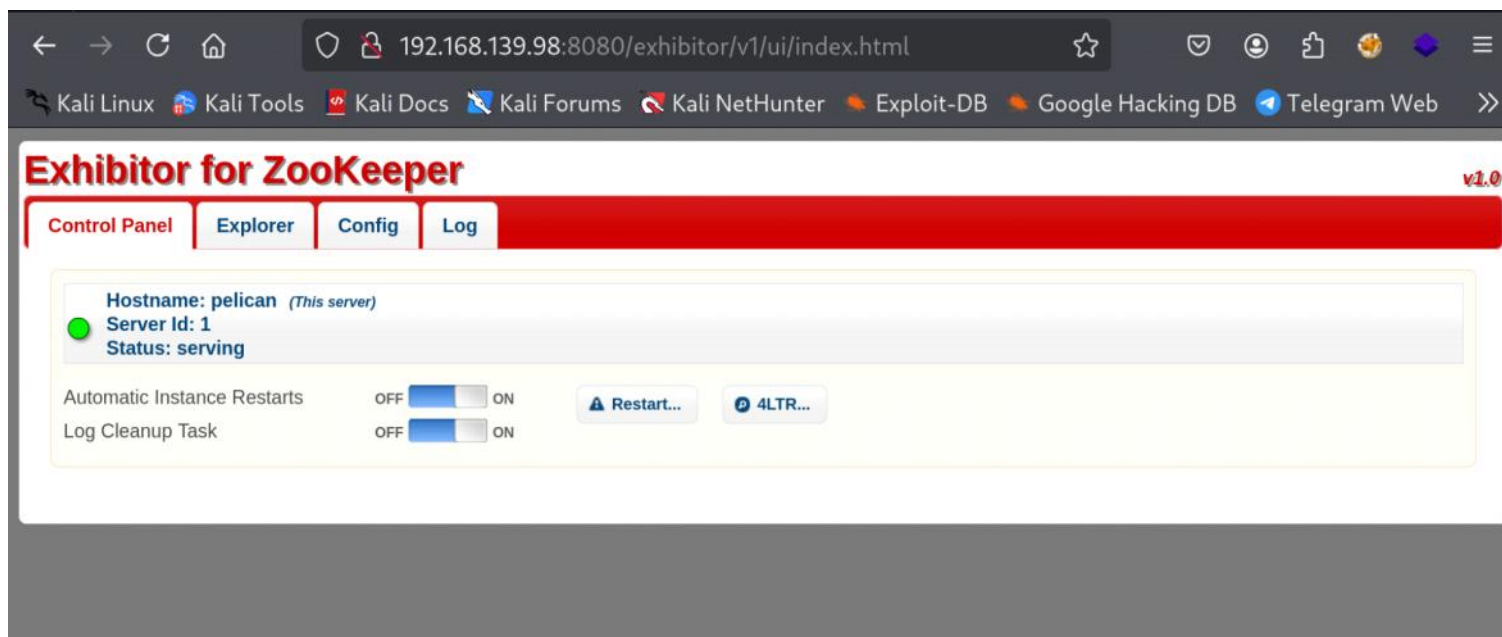 192.168.139.98:8080/exhibitor/v1/ui/index.html
Kali Linux Kali Tools Kali Docs Kali Forums Kali NetHunter Exploit-DB Google Hacking DB Telegram Web
Exhibitor for ZooKeeper
v1.0
Control Panel Explorer Config Log
Hostname: pelican (This server)
Server Id: 1
Status: serving
Automatic Instance Restarts OFF ON Restart... 4LTR...
Log Cleanup Task OFF ON